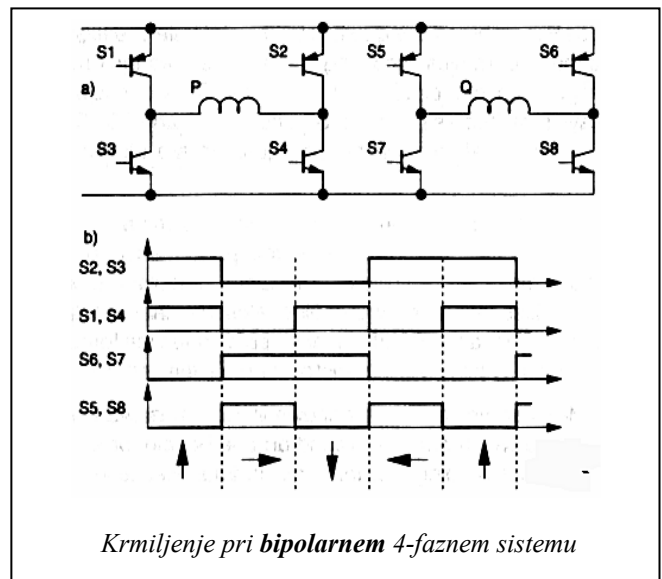 S1 S2 S5 S6
a) P Q
S3 S4 S7 S8
b)
S2, S3
S1, S4
S6, S7
S5, S8
Krmiljenje pri bipolarnem 4-faznem sistemu